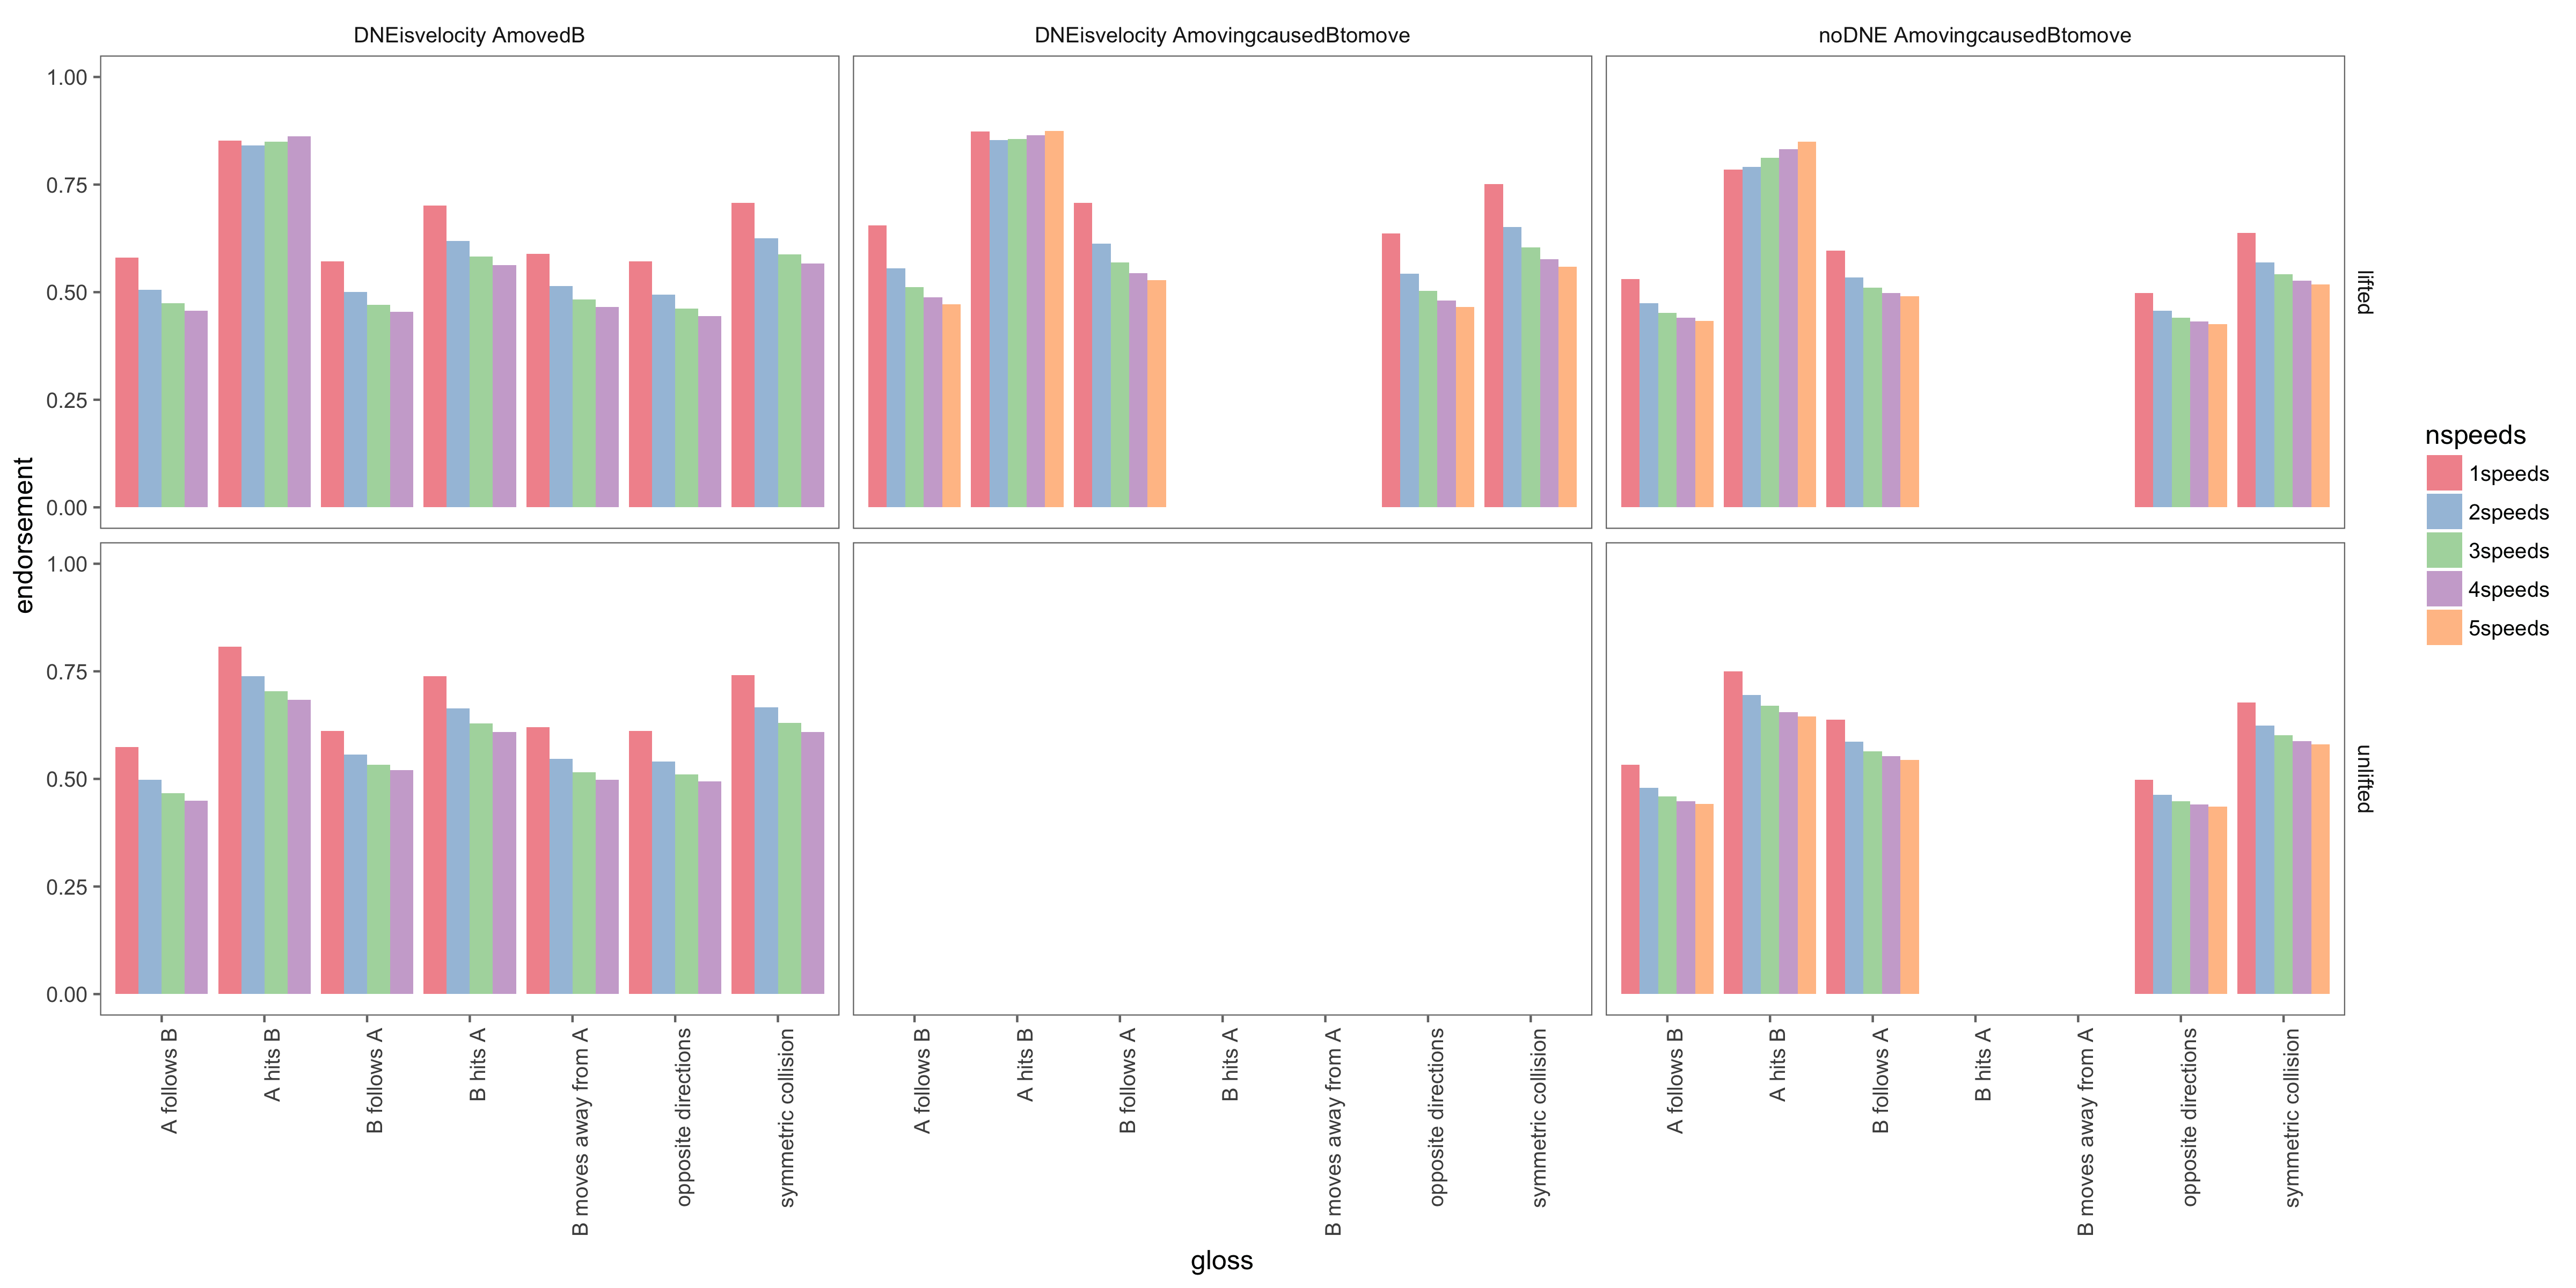 DNEisvelocity AmovedB
DNEisvelocity AmovingcausedBtomove
noDNE AmovingcausedBtomove
endorsement
1.00
0.75
0.50
0.25
0.00
lifted
1.00
0.75
0.50
0.25
0.00
unlifted
A follows B
A hits B
B follows A
B hits A
B moves away from A
opposite directions
symmetric collision
A follows B
A hits B
B follows A
B hits A
B moves away from A
opposite directions
symmetric collision
A follows B
A hits B
B follows A
B hits A
B moves away from A
opposite directions
symmetric collision
gloss
nspeeds
1speeds
2speeds
3speeds
4speeds
5speeds